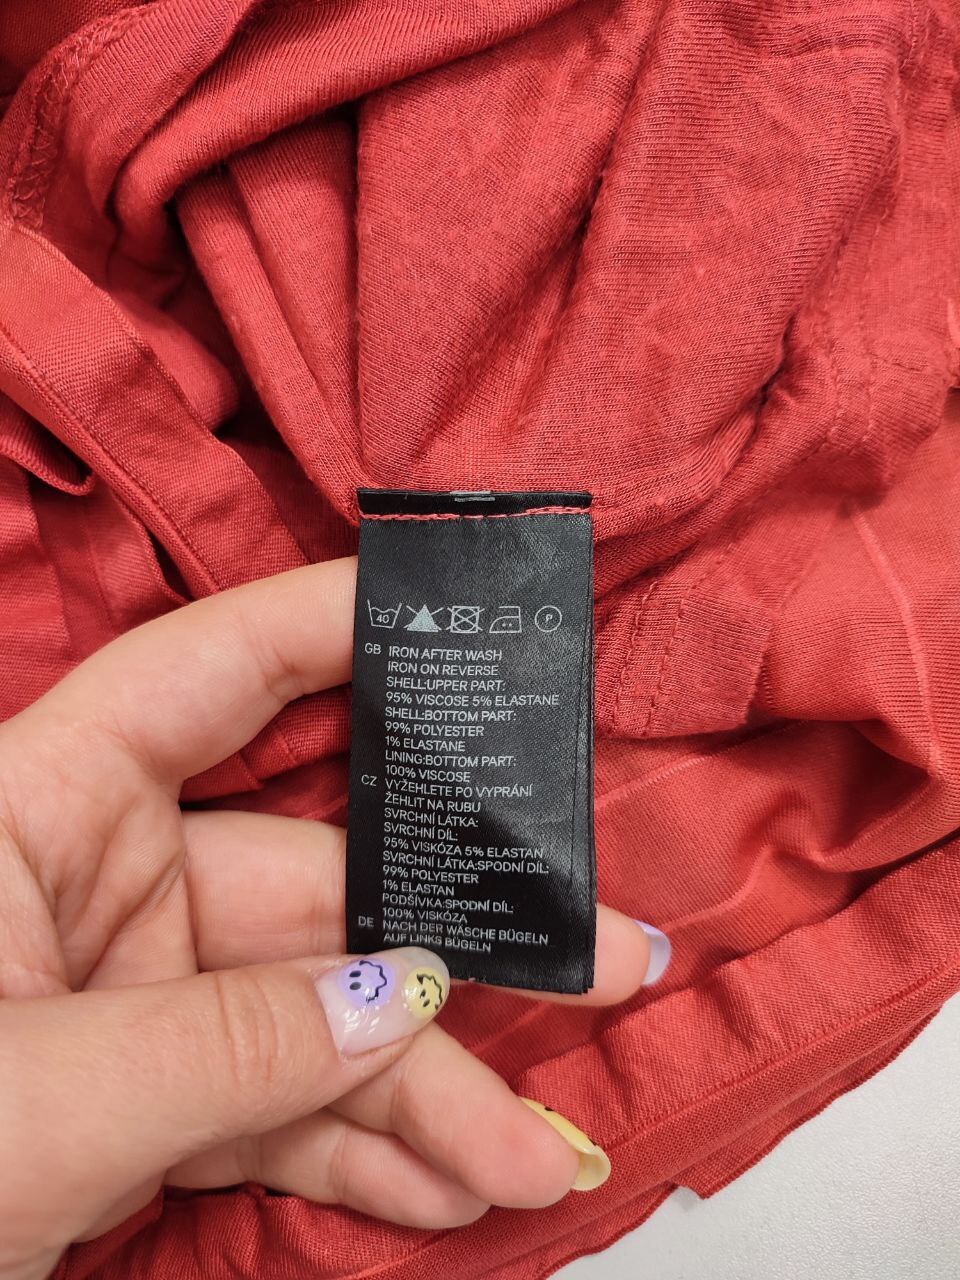 40 P
GB IRON AFTER WASH
IRON ON REVERSE
SHELL:UPPER PART:
95% VISCOSE 5% ELASTANE
SHELL:BOTTOM PART:
99% POLYESTER
1% ELASTANE
LINING:BOTTOM PART:
100% VISCOSE
CZ VYŽEHLETE PO VYPRÁNÍ
ŽEHLIT NA RUBU
SVRCHNÍ LÁTKA:
SVRCHNÍ DÍL:
95% VISKÓZA 5% ELASTAN
SVRCHNÍ LÁTKA:SPODNÍ DÍL:
99% POLYESTER
1% ELASTAN
PODŠÍVKA:SPODNÍ DÍL:
100% VISKÓZA
DE NACH DER WÄSCHE BÜGELN
AUF LINKS BÜGELN